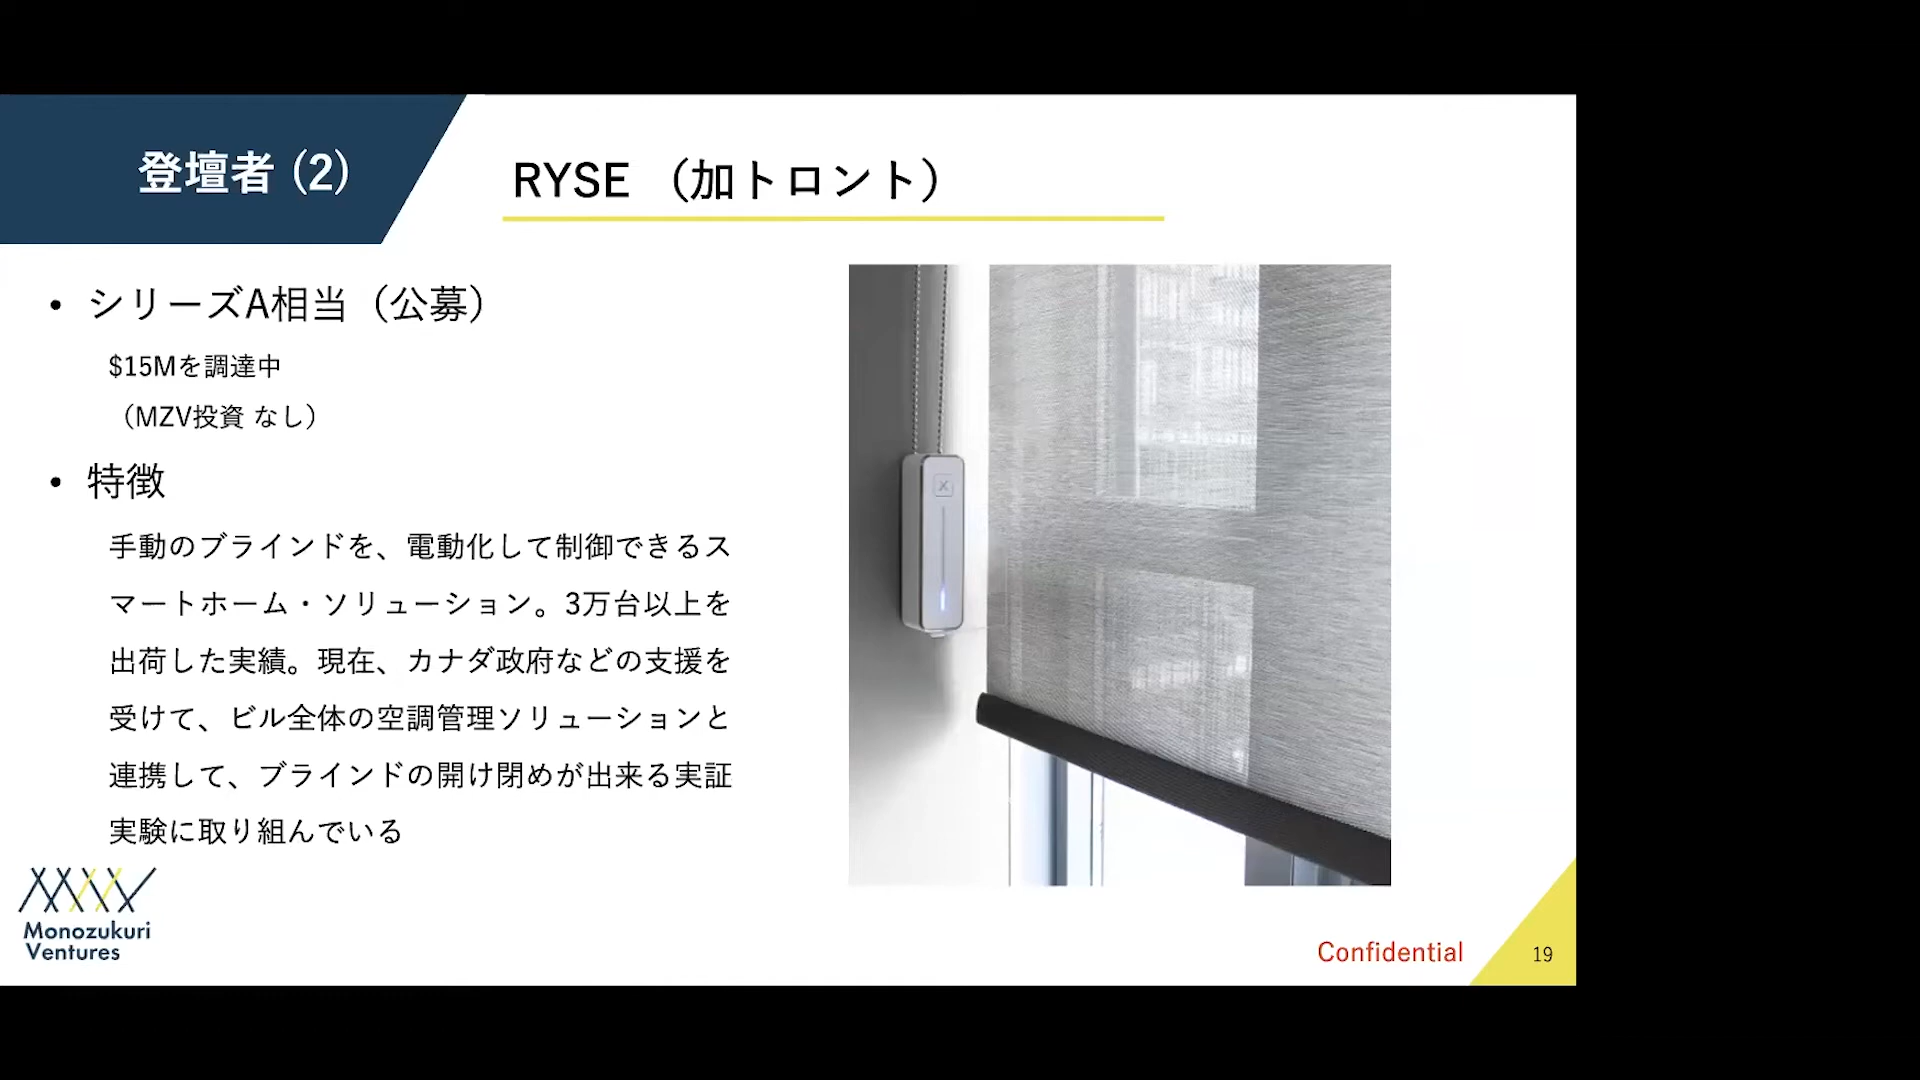 登壇者 (2)
RYSE （加トロント）
• シリーズA相当（公募）
$15Mを調達中
（MZV投資 なし）
• 特徴
手動のブラインドを、電動化して制御できるス
マートホーム・ソリューション。3万台以上を
出荷した実績。現在、カナダ政府などの支援を
受けて、ビル全体の空調管理ソリューションと
連携して、ブラインドの開け閉めが出来る実証
実験に取り組んでいる
Monozukuri
Ventures
Confidential
19